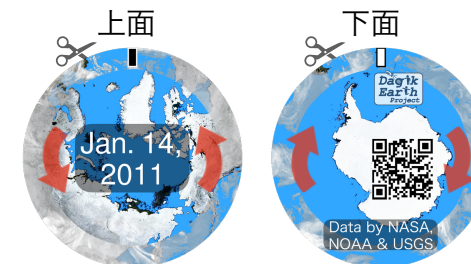 上面
下面
Jan. 14,
2011
Dagik
Earth
Project
Data by NASA,
NOAA & USGS